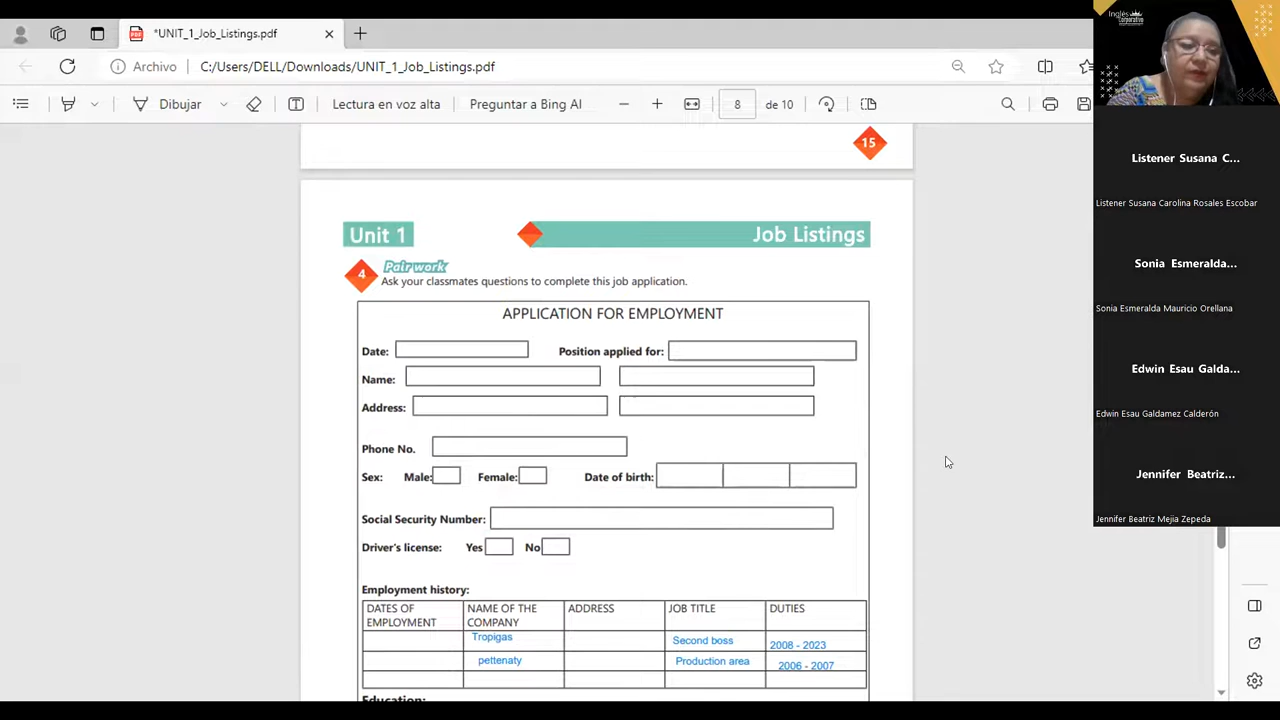 *UNIT_1_Job_Listings.pdf
Archivo
C:/Users/DELL/Downloads/UNIT_1_Job_Listings.pdf
Dibujar
Lectura en voz alta
Preguntar a Bing AI
8
de 10
15
Unit 1
Job Listings
4
Pair work
Ask your classmates questions to complete this job application.
APPLICATION FOR EMPLOYMENT
Date:
Position applied for:
Name:
Address:
Phone No.
Sex:
Male:
Female:
Date of birth:
Social Security Number:
Driver's license:
Yes
No
Employment history:
DATES OF EMPLOYMENT
NAME OF THE COMPANY
ADDRESS
JOB TITLE
DUTIES
Tropigas
Second boss
2008 - 2023
pettenaty
Production area
2006 - 2007
Education:
Inglés
Corporativo
Listener Susana C...
Listener Susana Carolina Rosales Escobar
Sonia Esmeralda...
Sonia Esmeralda Mauricio Orellana
Edwin Esau Galda...
Edwin Esau Galdamez Calderón
Jennifer Beatriz...
Jennifer Beatriz Mejia Zepeda